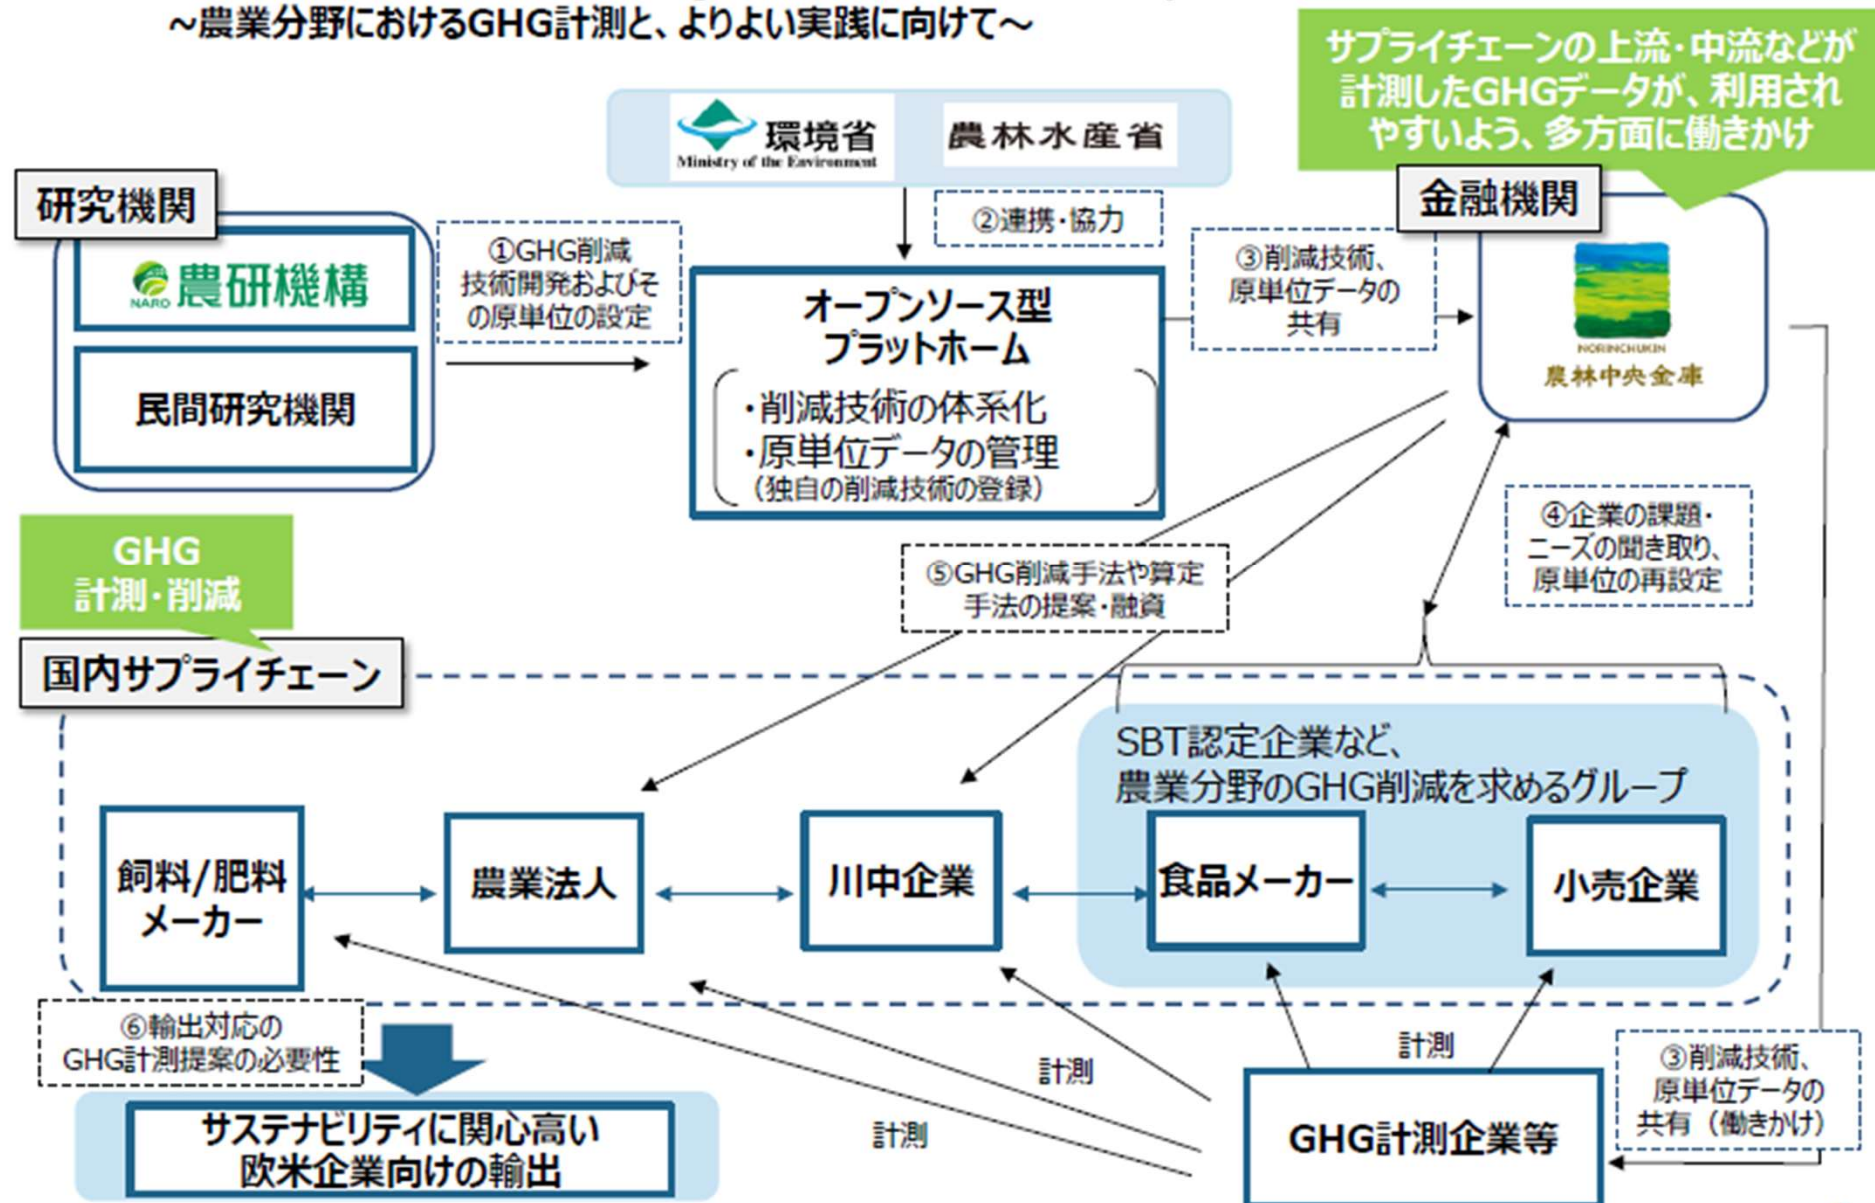 ~農業分野におけるGHG計測と、よりよい実践に向けて~
サプライチェーンの上流・中流などが
計測したGHGデータが、利用され
やすいよう、多方面に働きかけ
環境省
Ministry of the Environment
農林水産省
研究機関
NARO 農研機構
民間研究機関
①GHG削減
技術開発およびそ
の原単位の設定
②連携・協力
オープンソース型
プラットホーム
・削減技術の体系化
・原単位データの管理
(独自の削減技術の登録)
③削減技術、
原単位データの
共有
金融機関
NORINCHUKIN
農林中央金庫
④企業の課題・
ニーズの聞き取り、
原単位の再設定
⑤GHG削減手法や算定
手法の提案・融資
GHG
計測・削減
国内サプライチェーン
SBT認定企業など、
農業分野のGHG削減を求めるグループ
飼料/肥料
メーカー
農業法人
川中企業
食品メーカー
小売企業
⑥輸出対応の
GHG計測提案の必要性
サステナビリティに関心高い
欧米企業向けの輸出
計測
計測
計測
GHG計測企業等
③削減技術、
原単位データの
共有(働きかけ)